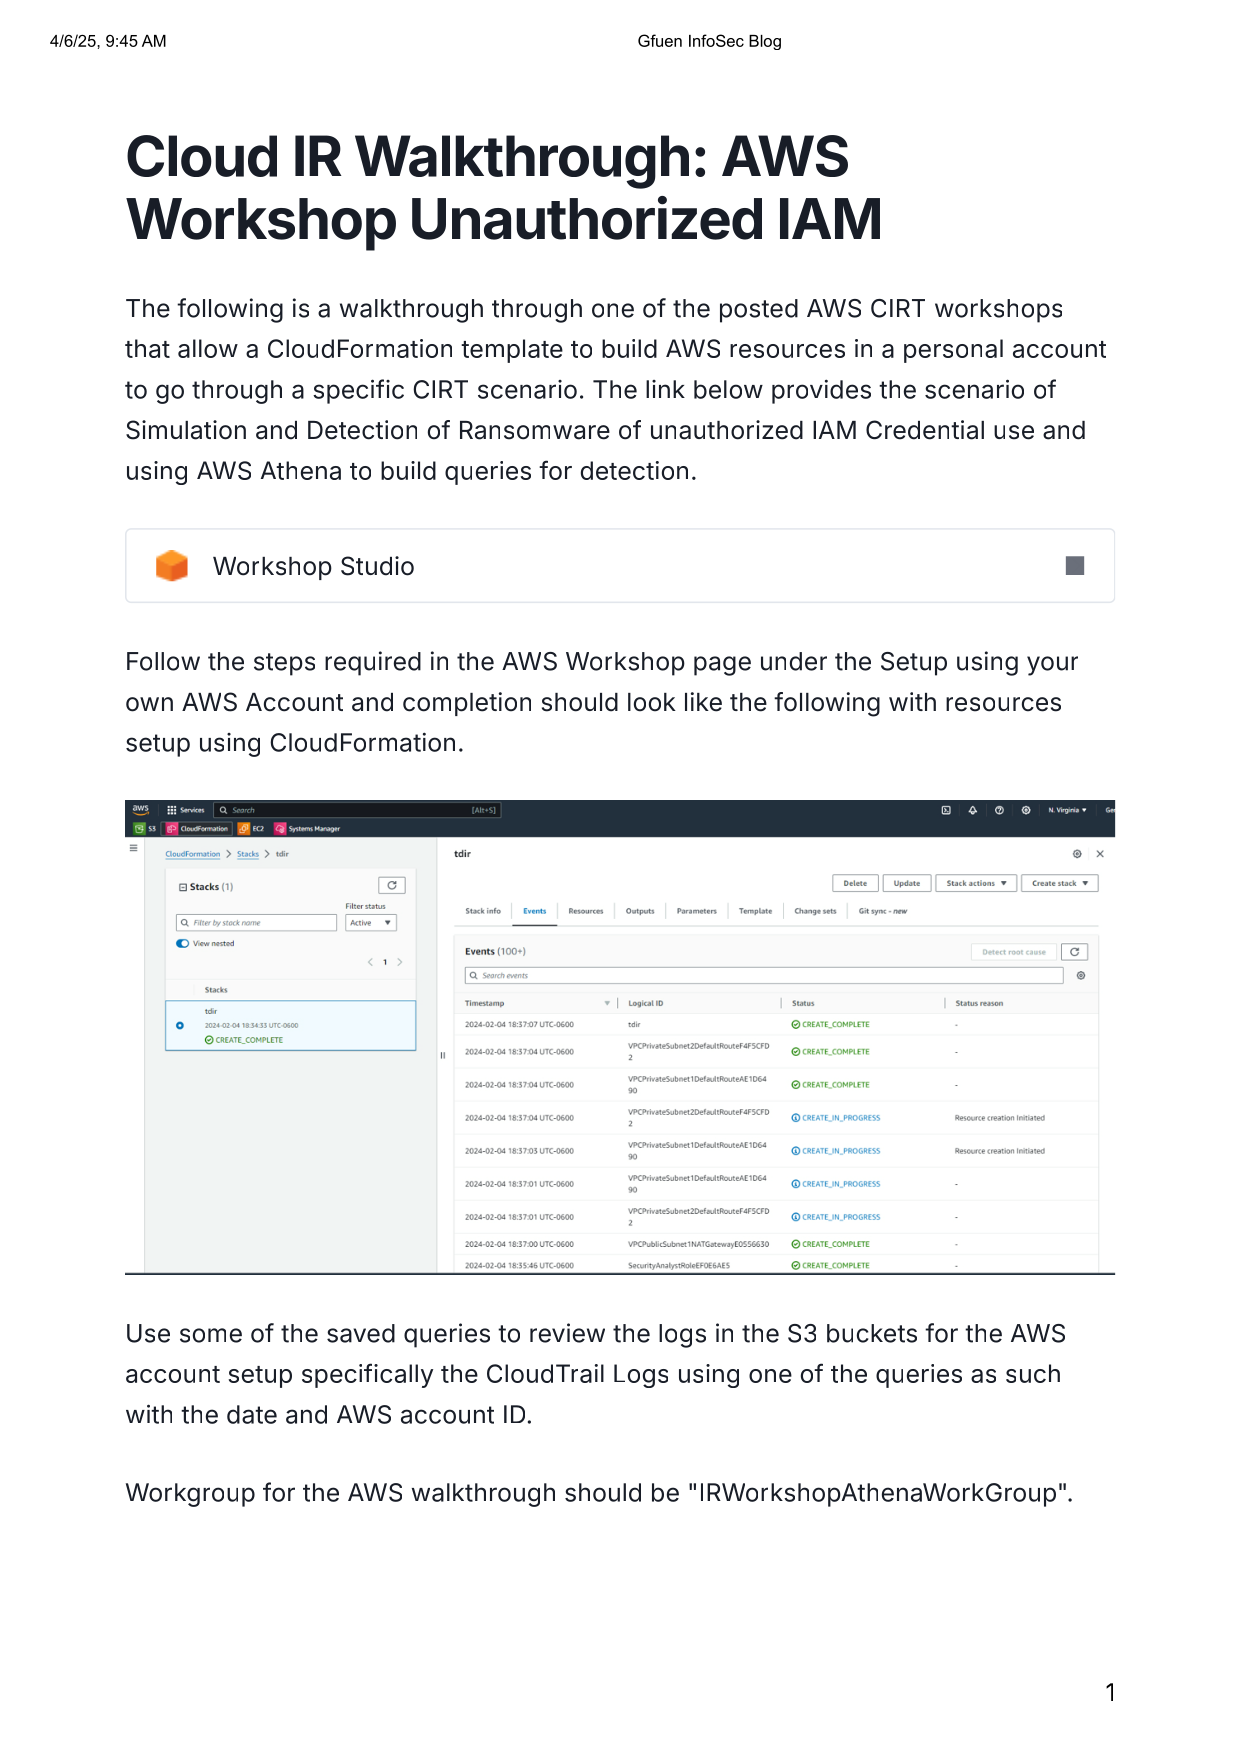 4/6/25, 9:45 AM
Gfuen InfoSec Blog
Cloud IR Walkthrough: AWS
Workshop Unauthorized IAM
The following is a walkthrough through one of the posted AWS CIRT workshops
that allow a CloudFormation template to build AWS resources in a personal account
to go through a specific CIRT scenario. The link below provides the scenario of
Simulation and Detection of Ransomware of unauthorized IAM Credential use and
using AWS Athena to build queries for detection.
Workshop Studio
Follow the steps required in the AWS Workshop page under the Setup using your
own AWS Account and completion should look like the following with resources
setup using CloudFormation.
aws Services Search [Alt+S] N. Virginia
S3 CloudFormation EC2 Systems Manager
CloudFormation > Stacks > tdir
Stacks (1)
Filter status
Filter by stack name Active
View nested
< 1 >
Stacks
tdir
2024-02-04 18:34:33 UTC-0600
CREATE_COMPLETE
tdir
Delete Update Stack actions Create stack
Stack info Events Resources Outputs Parameters Template Change sets Git sync - new
Events (100+) Detect root cause
Search events
Timestamp Logical ID Status Status reason
2024-02-04 18:37:07 UTC-0600 tdir CREATE_COMPLETE -
2024-02-04 18:37:04 UTC-0600 VPCPrivateSubnet2DefaultRouteF4F5CFD CREATE_COMPLETE -
2
2024-02-04 18:37:04 UTC-0600 VPCPrivateSubnet1DefaultRouteAE1D64 CREATE_COMPLETE -
90
2024-02-04 18:37:04 UTC-0600 VPCPrivateSubnet2DefaultRouteF4F5CFD CREATE_IN_PROGRESS Resource creation Initiated
2
2024-02-04 18:37:03 UTC-0600 VPCPrivateSubnet1DefaultRouteAE1D64 CREATE_IN_PROGRESS Resource creation Initiated
90
2024-02-04 18:37:01 UTC-0600 VPCPrivateSubnet1DefaultRouteAE1D64 CREATE_IN_PROGRESS -
90
2024-02-04 18:37:01 UTC-0600 VPCPrivateSubnet2DefaultRouteF4F5CFD CREATE_IN_PROGRESS -
2
2024-02-04 18:37:00 UTC-0600 VPCPublicSubnet1NATGatewayE0556630 CREATE_COMPLETE -
2024-02-04 18:35:46 UTC-0600 SecurityAnalystRoleEF0E6AE5 CREATE_COMPLETE -
Use some of the saved queries to review the logs in the S3 buckets for the AWS
account setup specifically the CloudTrail Logs using one of the queries as such
with the date and AWS account ID.
Workgroup for the AWS walkthrough should be "IRWorkshopAthenaWorkGroup".
1